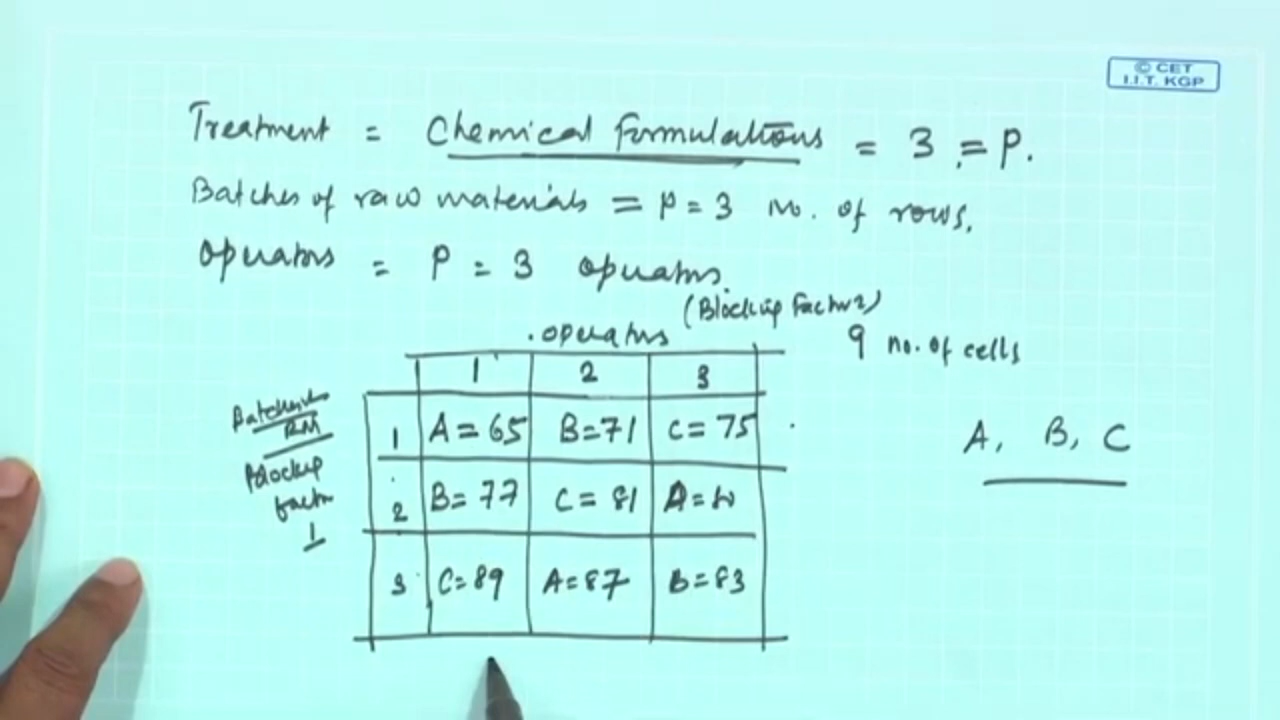 © CET
I.I.T. KGP
Treatment = Chemical formulations = 3 = P.
Batches of raw materials = P = 3 no. of rows.
Operators = P = 3 operators
(Blocking factor 2)
operators
9 no. of cells
1 2 3
Batches
RM
Blocking
factor
1
1 A = 65 B = 71 C = 75
A, B, C
2 B = 77 C = 81 A =
3 C = 89 A = 87 B = 83